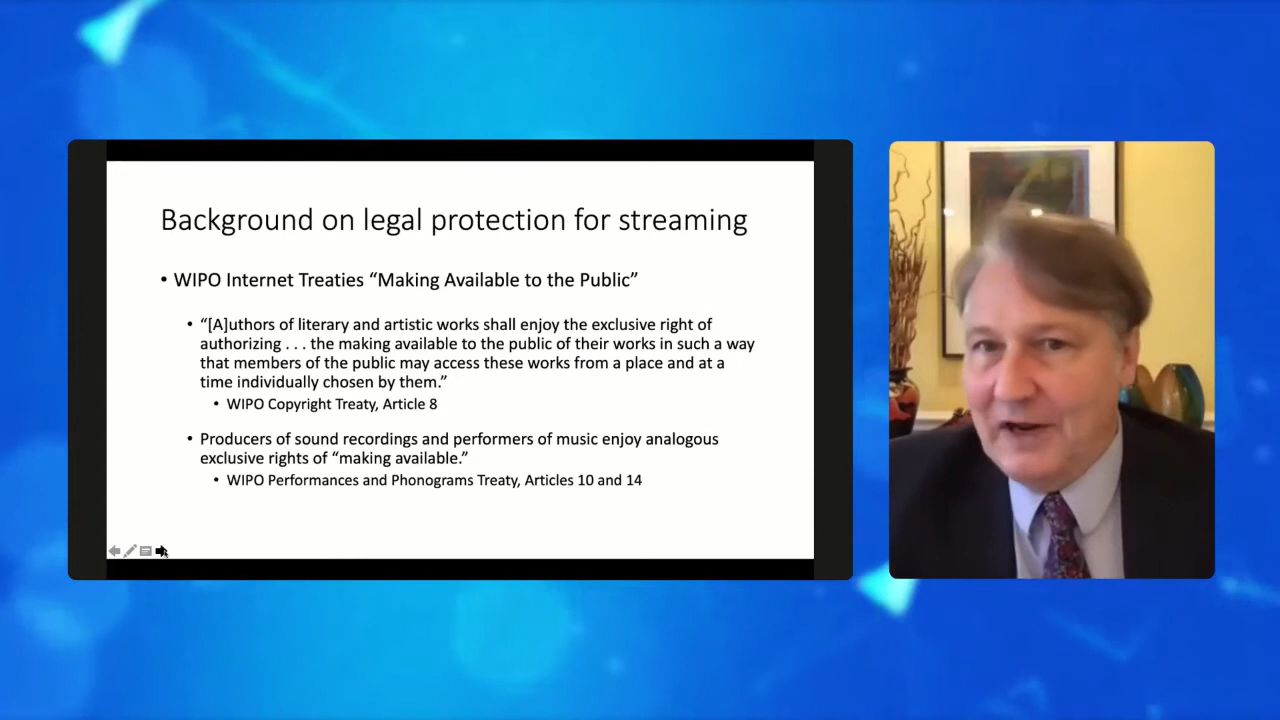 Background on legal protection for streaming
• WIPO Internet Treaties “Making Available to the Public”
• “[A]uthors of literary and artistic works shall enjoy the exclusive right of
authorizing . . . the making available to the public of their works in such a way
that members of the public may access these works from a place and at a
time individually chosen by them.”
• WIPO Copyright Treaty, Article 8
• Producers of sound recordings and performers of music enjoy analogous
exclusive rights of “making available.”
• WIPO Performances and Phonograms Treaty, Articles 10 and 14